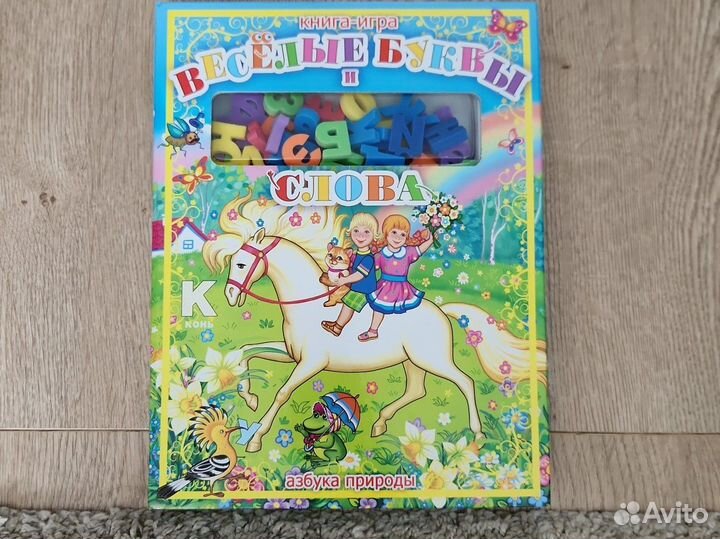 книга-игра
ВЕСЁЛЫЕ БУКВЫ
и
СЛОВА
К
КОНЬ
У
азбука природы
Avito